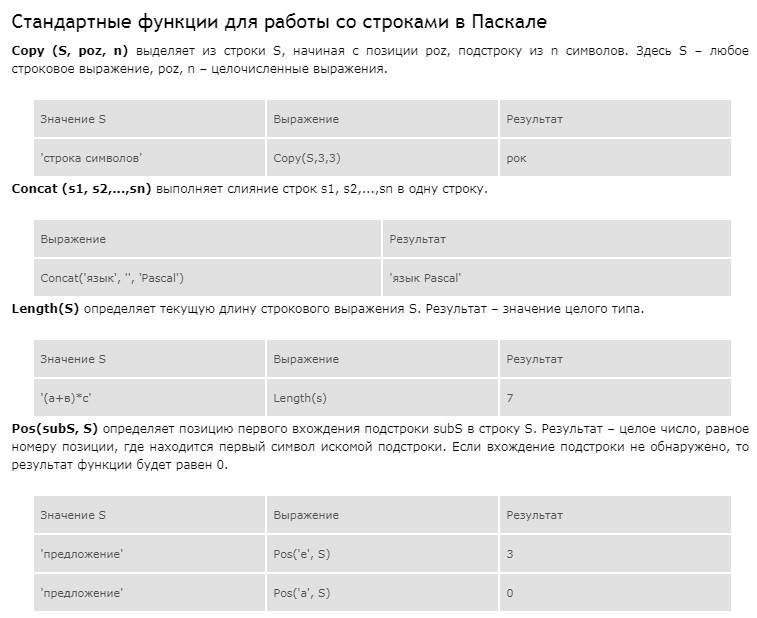 Стандартные функции для работы со строками в Паскале
Copy (S, poz, n) выделяет из строки S, начиная с позиции poz, подстроку из n символов. Здесь S – любое
строковое выражение, poz, n – целочисленные выражения.
Значение S Выражение Результат
'строка символов' Copy(S,3,3) рок
Concat (s1, s2,...,sn) выполняет слияние строк s1, s2,...,sn в одну строку.
Выражение Результат
Concat('язык', '', 'Pascal') 'язык Pascal'
Length(S) определяет текущую длину строкового выражения S. Результат – значение целого типа.
Значение S Выражение Результат
'(а+в)*с' Length(s) 7
Pos(subS, S) определяет позицию первого вхождения подстроки subS в строку S. Результат – целое число, равное
номеру позиции, где находится первый символ искомой подстроки. Если вхождение подстроки не обнаружено, то
результат функции будет равен 0.
Значение S Выражение Результат
'предложение' Pos('е', S) 3
'предложение' Pos('а', S) 0